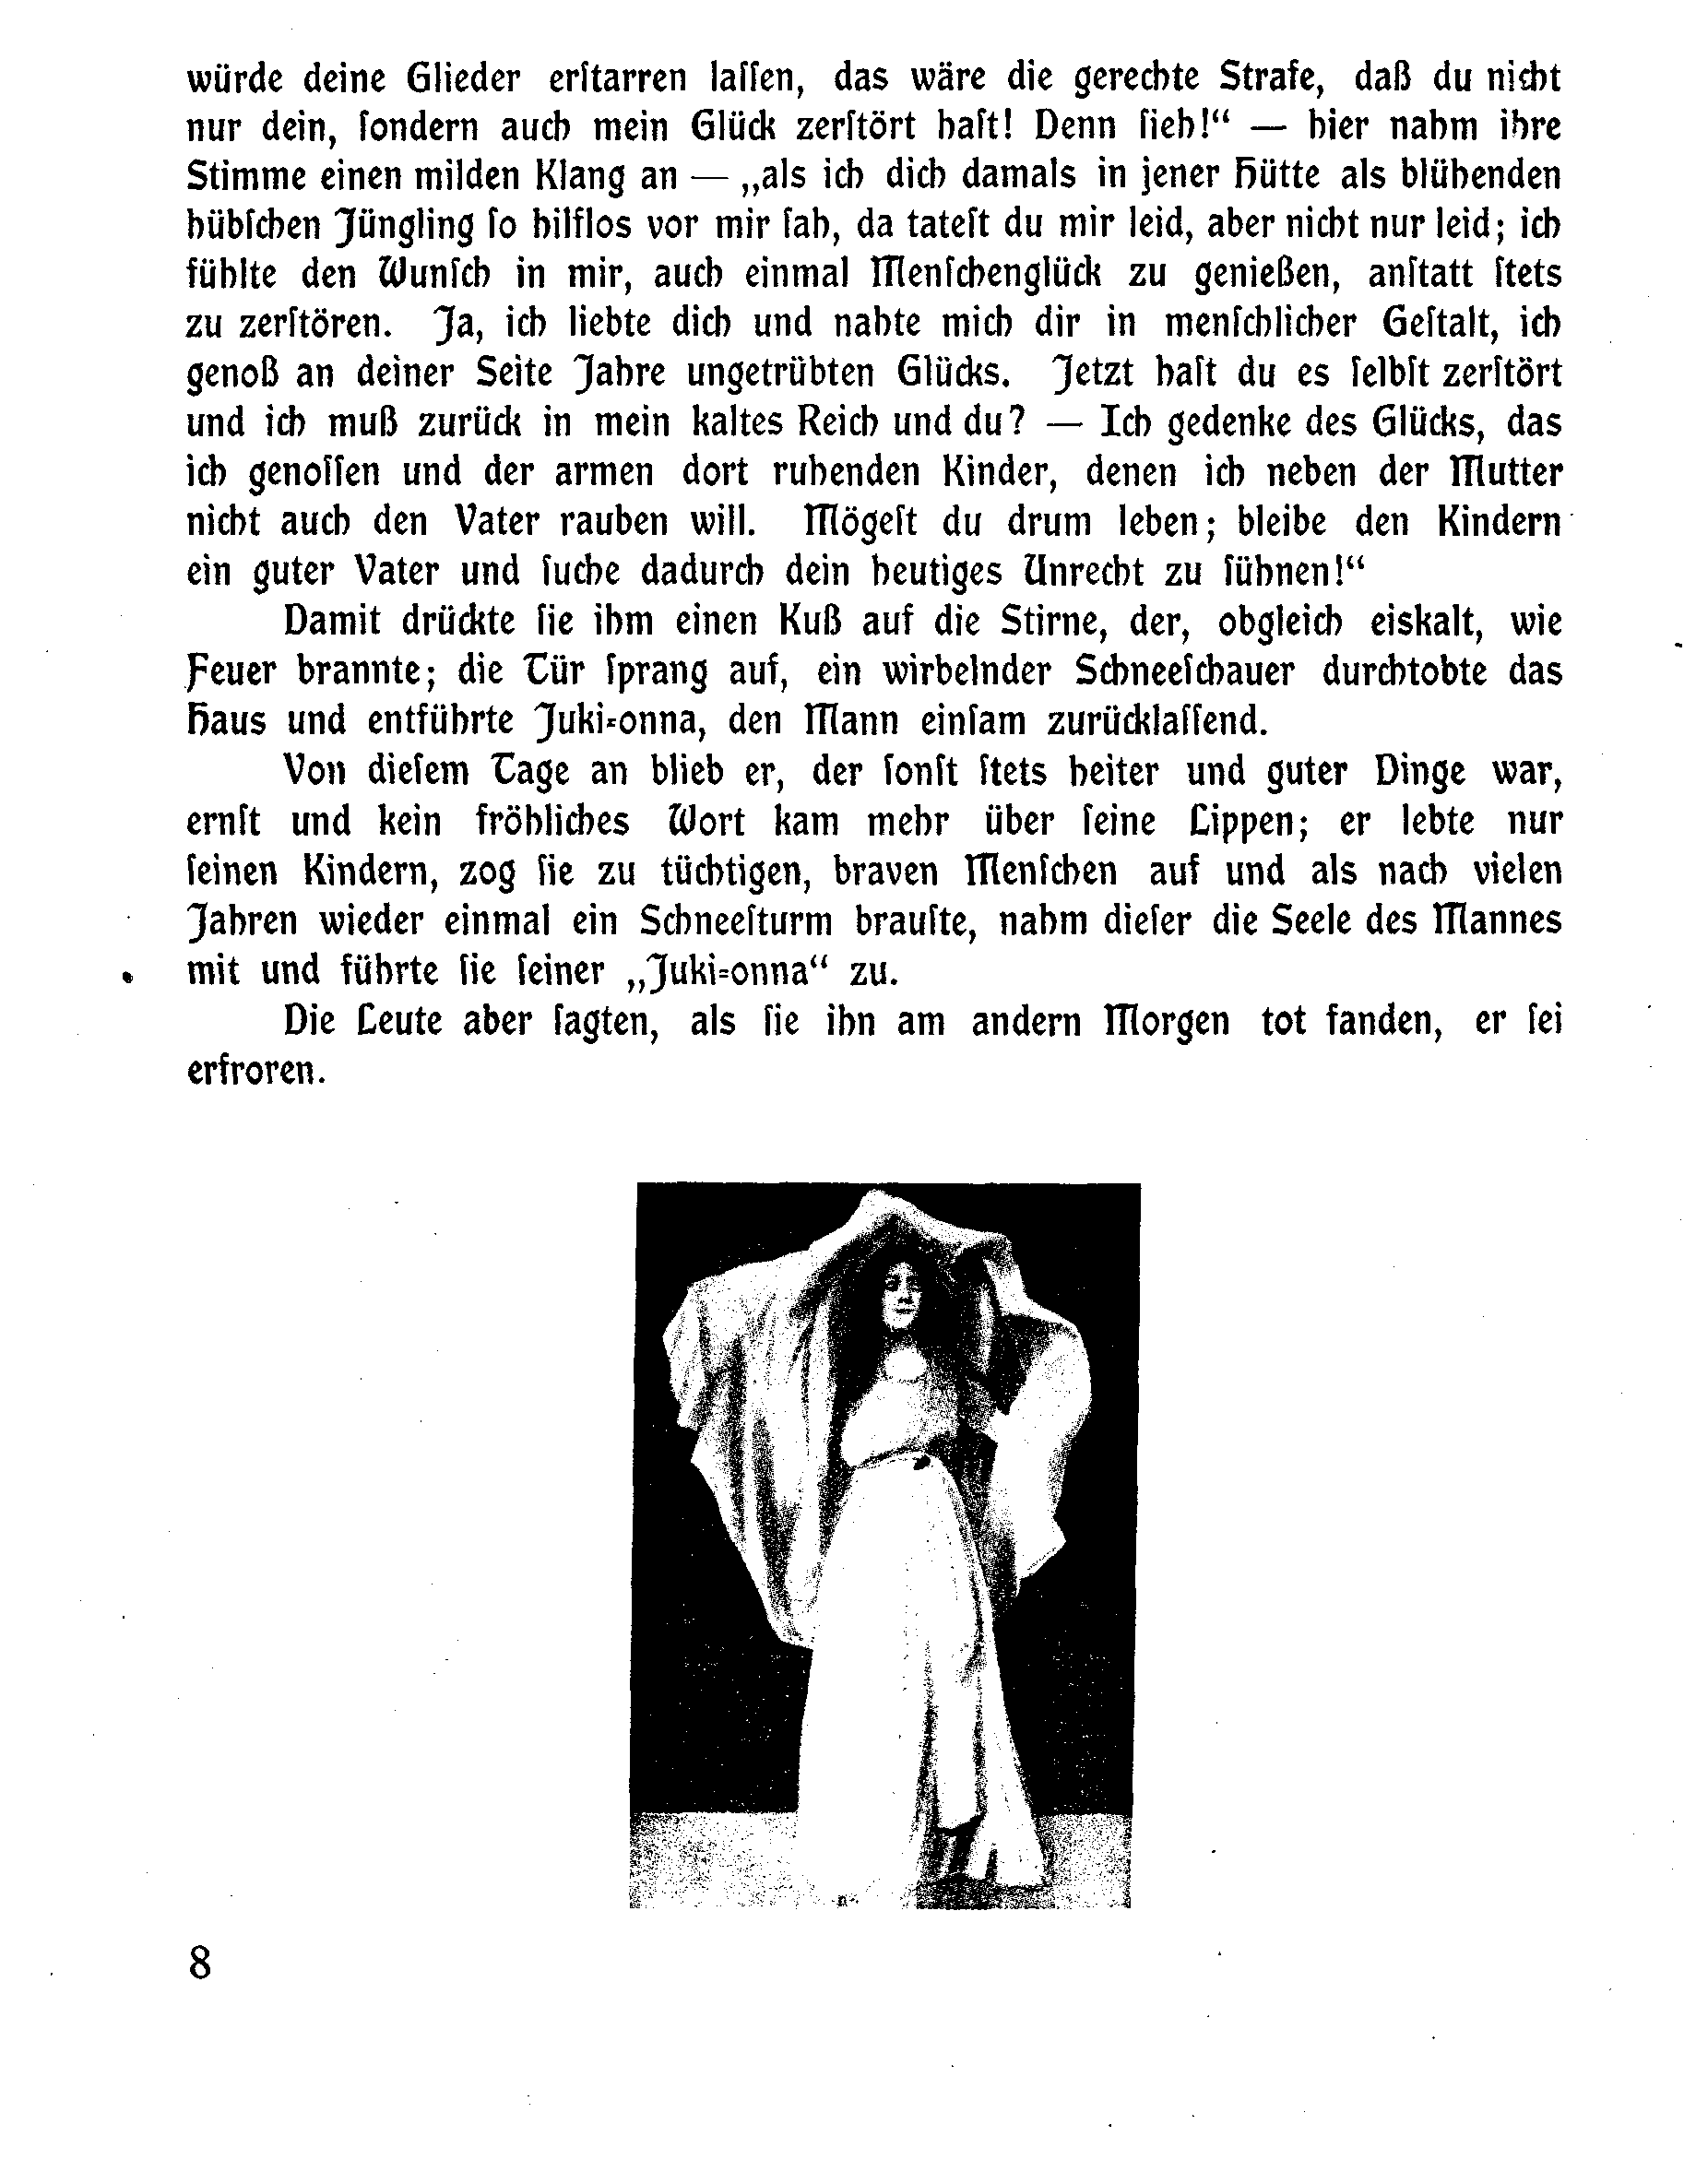 würde deine Glieder erſtarren laſſen, das wäre die gerechte Strafe, daß du nicht
nur dein, ſondern auch mein Glück zerſtört haſt! Denn ſieh!“ — hier nahm ihre
Stimme einen milden Klang an — „als ich dich damals in jener Hütte als blühenden
hübſchen Jüngling ſo hilflos vor mir ſah, da tateſt du mir leid, aber nicht nur leid; ich
fühlte den Wunſch in mir, auch einmal Menſchenglück zu genießen, anſtatt ſtets
zu zerſtören. Ja, ich liebte dich und nahte mich dir in menſchlicher Geſtalt, ich
genoß an deiner Seite Jahre ungetrübten Glücks. Jetzt haſt du es ſelbſt zerſtört
und ich muß zurück in mein kaltes Reich und du? — Ich gedenke des Glücks, das
ich genoſſen und der armen dort ruhenden Kinder, denen ich neben der Mutter
nicht auch den Vater rauben will. Mögeſt du drum leben; bleibe den Kindern
ein guter Vater und ſuche dadurch dein heutiges Unrecht zu ſühnen!“
Damit drückte ſie ihm einen Kuß auf die Stirne, der, obgleich eiskalt, wie
Feuer brannte; die Tür ſprang auf, ein wirbelnder Schneeſchauer durchtobte das
Haus und entführte Juki=onna, den Mann einſam zurücklaſſend.
Von dieſem Tage an blieb er, der ſonſt ſtets heiter und guter Dinge war,
ernſt und kein fröhliches Wort kam mehr über ſeine Lippen; er lebte nur
ſeinen Kindern, zog ſie zu tüchtigen, braven Menſchen auf und als nach vielen
Jahren wieder einmal ein Schneeſturm brauſte, nahm dieſer die Seele des Mannes
mit und führte ſie ſeiner „Juki=onna“ zu.
Die Leute aber ſagten, als ſie ihn am andern Morgen tot fanden, er ſei
erfroren.
8